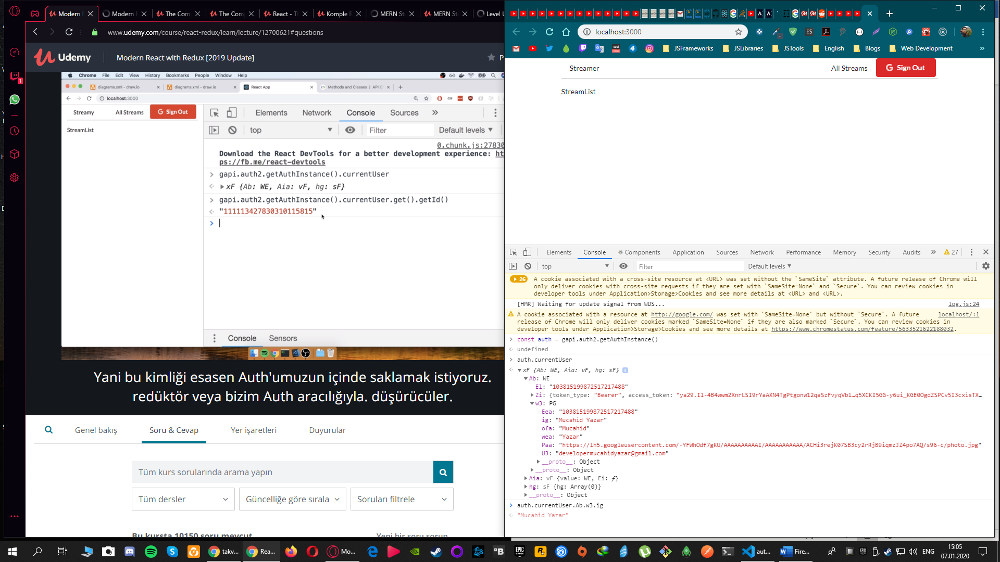 Modern
Modern
The Com
The Com
React - T
Komple R
MERN St
MERN St
Level U
www.udemy.com/course/react-redux/learn/lecture/12700621#questions
Udemy
Modern React with Redux [2019 Update]
Chrome File Edit View History Bookmarks People Window Help
diagrams.xml - draw.io
diagrams.xml - draw.io
React App
Methods and Classes | API C
localhost:3000
Streamy
All Streams
G Sign Out
StreamList
Elements
Network
Console
Sources
top
Filter
Default levels
0.chunk.js:27830
Download the React DevTools for a better development experience: ht
ps://fb.me/react-devtools
gapi.auth2.getAuthInstance().currentUser
xF {Ab: WE, Aia: vF, hg: sF}
gapi.auth2.getAuthInstance().currentUser.get().getId()
"111113427830310115815"
Console
Sensors
Yani bu kimliği esasen Auth'umuzun içinde saklamak istiyoruz.
redüktör veya bizim Auth aracılığıyla. düşürücüler.
Genel bakış
Soru & Cevap
Yer işaretleri
Duyurular
Tüm kurs sorularında arama yapın
Tüm dersler
Güncelliğe göre sırala
Soruları filtrele
Bu kursta 10150 soru mevcut
Yeni bir soru sorun
localhost:3000
JSFrameworks
JSLibraries
JSTools
English
Blogs
Web Development
Streamer
All Streams
G Sign Out
StreamList
Elements
Console
Components
Application
Sources
Network
Performance
Memory
Security
Audits
27
top
Filter
Default levels
26 A cookie associated with a cross-site resource at <URL> was set without the `SameSite` attribute. A future release of Chrome will
only deliver cookies with cross-site requests if they are set with `SameSite=None` and `Secure`. You can review cookies in
developer tools under Application>Storage>Cookies and see more details at <URL> and <URL>.
[HMR] Waiting for update signal from WDS... log.js:24
A cookie associated with a resource at http://google.com/ was set with `SameSite=None` but without `Secure`. A future localhost/:1
release of Chrome will only deliver cookies marked `SameSite=None` if they are also marked `Secure`. You can review cookies in
developer tools under Application>Storage>Cookies and see more details at https://www.chromestatus.com/feature/5633521622188032.
const auth = gapi.auth2.getAuthInstance()
undefined
auth.currentUser
xF {Ab: WE, Aia: vF, hg: sF}
Ab: WE
El: "103815199872517217488"
Zi: {token_type: "Bearer", access_token: "ya29.Il-4B4wwm2XnrLSI9rYaAXN4TgPtgonw12qaSzFvyqVbl…q5XCKI5GG-y6ui_KGE0OgdZSPCv5I3cxisTX…
w3: PG
Eea: "103815199872517217488"
ig: "Mucahid Yazar"
ofa: "Mucahid"
wea: "Yazar"
Paa: "https://lh5.googleusercontent.com/-YFWhOdf7gKU/AAAAAAAAAAI/AAAAAAAAAAA/ACHi3rejK07SB3cy2rRjB9iqmzJZ4po7AQ/s96-c/photo.jpg"
U3: "developermucahidyazar@gmail.com"
__proto__: Object
__proto__: Object
Aia: vF {value: WE, Ei: ƒ}
hg: sF {hg: Array(0)}
__proto__: Object
auth.currentUser.Ab.w3.ig
"Mucahid Yazar"
takv...
Rea...
Mo...
aut...
Fire...
ENG
15:05
07.01.2020